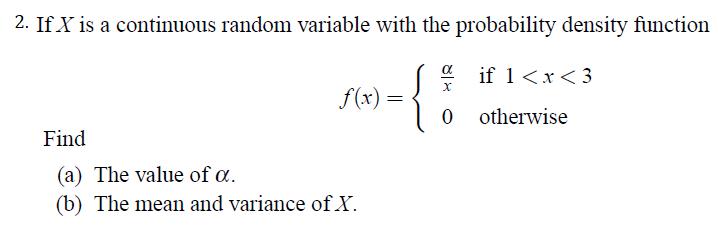 2. If X is a continuous random variable with the probability density function
f(x) = { α/x if 1 < x < 3
0 otherwise
Find
(a) The value of α.
(b) The mean and variance of X.